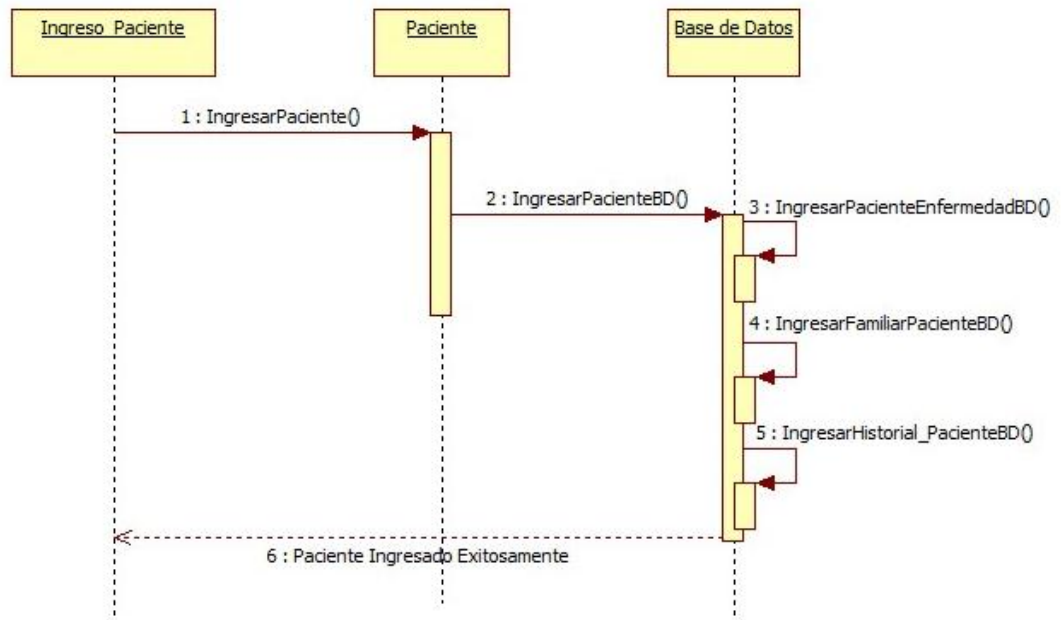 Ingreso_Paciente
Paciente
Base de Datos
1 : IngresarPaciente()
2 : IngresarPacienteBD()
3 : IngresarPacienteEnfermedadBD()
4 : IngresarFamiliarPacienteBD()
5 : IngresarHistorial_PacienteBD()
6 : Paciente Ingresado Exitosamente